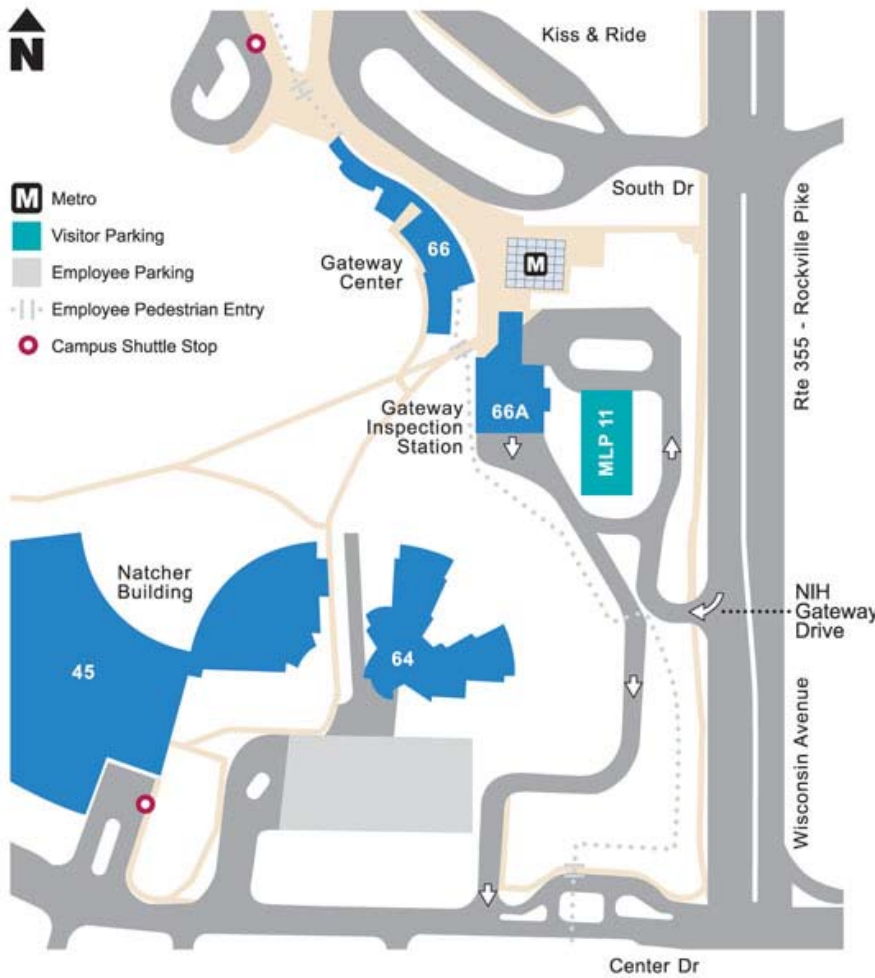 N
Kiss & Ride
South Dr
M Metro
Visitor Parking
Employee Parking
Employee Pedestrian Entry
Campus Shuttle Stop
66
Gateway
Center
M
Rte 355 - Rockville Pike
66A
Gateway
Inspection
Station
MLP 11
Natcher
Building
45
64
NIH
Gateway
Drive
Wisconsin Avenue
Center Dr